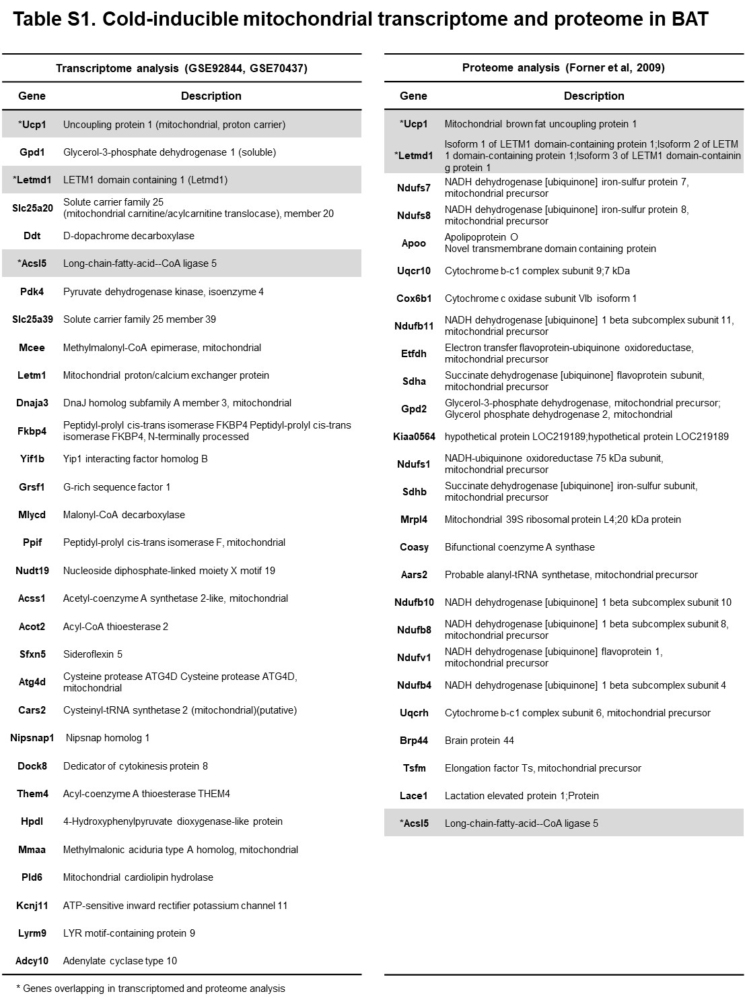 Table S1. Cold-inducible mitochondrial transcriptome and proteome in BAT
Transcriptome analysis (GSE92844, GSE70437)
Gene Description
*Ucp1 Uncoupling protein 1 (mitochondrial, proton carrier)
Gpd1 Glycerol-3-phosphate dehydrogenase 1 (soluble)
*Letmd1 LETM1 domain containing 1 (Letmd1)
Slc25a20 Solute carrier family 25
(mitochondrial carnitine/acylcarnitine translocase), member 20
Ddt D-dopachrome decarboxylase
*Acsl5 Long-chain-fatty-acid--CoA ligase 5
Pdk4 Pyruvate dehydrogenase kinase, isoenzyme 4
Slc25a39 Solute carrier family 25 member 39
Mcee Methylmalonyl-CoA epimerase, mitochondrial
Letm1 Mitochondrial proton/calcium exchanger protein
Dnaja3 DnaJ homolog subfamily A member 3, mitochondrial
Fkbp4 Peptidyl-prolyl cis-trans isomerase FKBP4 Peptidyl-prolyl cis-trans
isomerase FKBP4, N-terminally processed
Yif1b Yip1 interacting factor homolog B
Grsf1 G-rich sequence factor 1
Mlycd Malonyl-CoA decarboxylase
Ppif Peptidyl-prolyl cis-trans isomerase F, mitochondrial
Nudt19 Nucleoside diphosphate-linked moiety X motif 19
Acss1 Acetyl-coenzyme A synthetase 2-like, mitochondrial
Acot2 Acyl-CoA thioesterase 2
Sfxn5 Sideroflexin 5
Atg4d Cysteine protease ATG4D Cysteine protease ATG4D,
mitochondrial
Cars2 Cysteinyl-tRNA synthetase 2 (mitochondrial)(putative)
Nipsnap1 Nipsnap homolog 1
Dock8 Dedicator of cytokinesis protein 8
Them4 Acyl-coenzyme A thioesterase THEM4
Hpdl 4-Hydroxyphenylpyruvate dioxygenase-like protein
Mmaa Methylmalonic aciduria type A homolog, mitochondrial
Pld6 Mitochondrial cardiolipin hydrolase
Kcnj11 ATP-sensitive inward rectifier potassium channel 11
Lyrm9 LYR motif-containing protein 9
Adcy10 Adenylate cyclase type 10
* Genes overlapping in transcriptomed and proteome analysis
Proteome analysis (Forner et al, 2009)
Gene Description
*Ucp1 Mitochondrial brown fat uncoupling protein 1
*Letmd1 Isoform 1 of LETM1 domain-containing protein 1;Isoform 2 of LETM
1 domain-containing protein 1;Isoform 3 of LETM1 domain-containin
g protein 1
Ndufs7 NADH dehydrogenase [ubiquinone] iron-sulfur protein 7,
mitochondrial precursor
Ndufs8 NADH dehydrogenase [ubiquinone] iron-sulfur protein 8,
mitochondrial precursor
Apoo Apolipoprotein O
Novel transmembrane domain containing protein
Uqcr10 Cytochrome b-c1 complex subunit 9;7 kDa
Cox6b1 Cytochrome c oxidase subunit VIb isoform 1
Ndufb11 NADH dehydrogenase [ubiquinone] 1 beta subcomplex subunit 11,
mitochondrial precursor
Etfdh Electron transfer flavoprotein-ubiquinone oxidoreductase,
mitochondrial precursor
Sdha Succinate dehydrogenase [ubiquinone] flavoprotein subunit,
mitochondrial precursor
Gpd2 Glycerol-3-phosphate dehydrogenase, mitochondrial precursor;
Glycerol phosphate dehydrogenase 2, mitochondrial
Kiaa0564 hypothetical protein LOC219189;hypothetical protein LOC219189
Ndufs1 NADH-ubiquinone oxidoreductase 75 kDa subunit,
mitochondrial precursor
Sdhb Succinate dehydrogenase [ubiquinone] iron-sulfur subunit,
mitochondrial precursor
Mrpl4 Mitochondrial 39S ribosomal protein L4;20 kDa protein
Coasy Bifunctional coenzyme A synthase
Aars2 Probable alanyl-tRNA synthetase, mitochondrial precursor
Ndufb10 NADH dehydrogenase [ubiquinone] 1 beta subcomplex subunit 10
Ndufb8 NADH dehydrogenase [ubiquinone] 1 beta subcomplex subunit 8,
mitochondrial precursor
Ndufv1 NADH dehydrogenase [ubiquinone] flavoprotein 1,
mitochondrial precursor
Ndufb4 NADH dehydrogenase [ubiquinone] 1 beta subcomplex subunit 4
Uqcrh Cytochrome b-c1 complex subunit 6, mitochondrial precursor
Brp44 Brain protein 44
Tsfm Elongation factor Ts, mitochondrial precursor
Lace1 Lactation elevated protein 1;Protein
*Acsl5 Long-chain-fatty-acid--CoA ligase 5